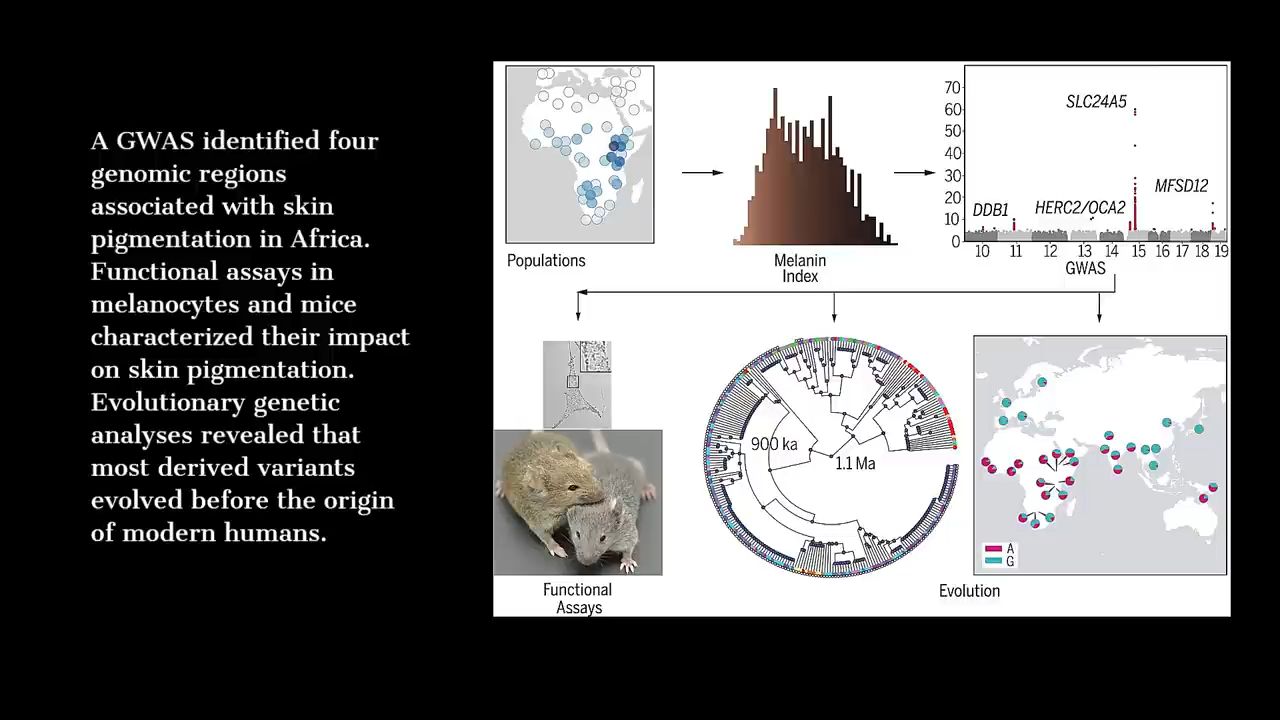 A GWAS identified four
genomic regions
associated with skin
pigmentation in Africa.
Functional assays in
melanocytes and mice
characterized their impact
on skin pigmentation.
Evolutionary genetic
analyses revealed that
most derived variants
evolved before the origin
of modern humans.
Populations
Melanin
Index
70
60
50
40
30
20
10
0
SLC24A5
MFSD12
DDB1
HERC2/OCA2
10 11 12 13 14 15 16 17 18 19
GWAS
900 ka
1.1 Ma
A
G
Functional
Assays
Evolution